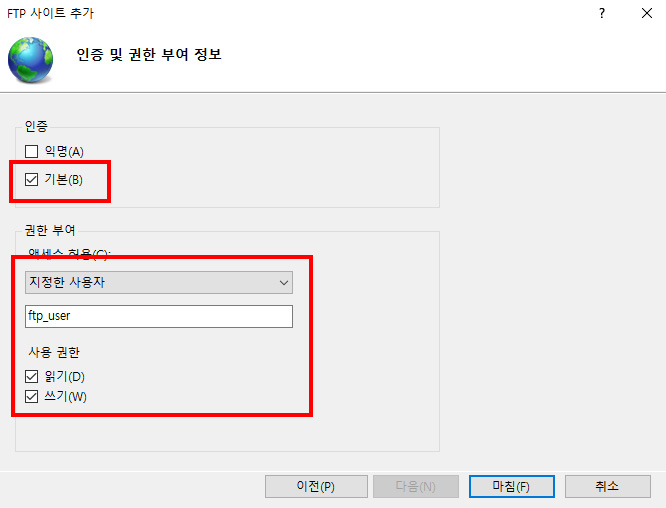 FTP 사이트 추가
?
인증 및 권한 부여 정보
인증
익명(A)
기본(B)
권한 부여
액세스 허용(C):
지정한 사용자
ftp_user
사용 권한
읽기(D)
쓰기(W)
이전(P)
다음(N)
마침(F)
취소